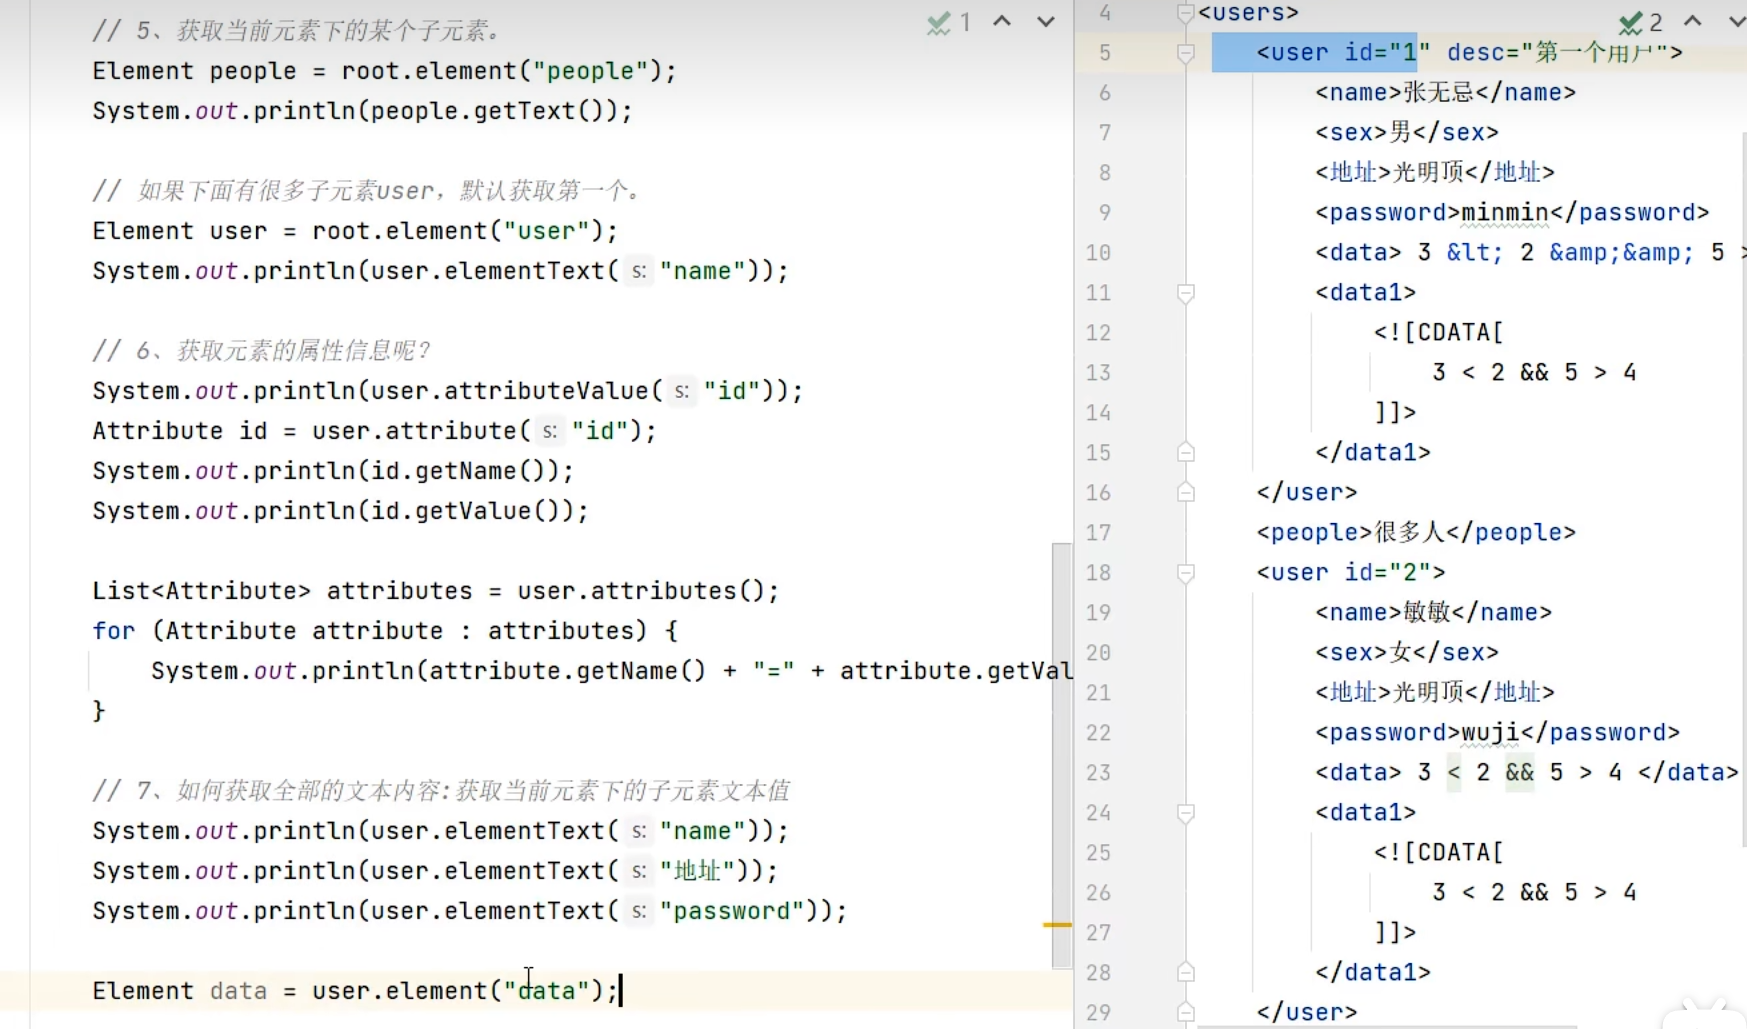 // 5、获取当前元素下的某个子元素。
Element people = root.element("people");
System.out.println(people.getText());
// 如果下面有很多子元素user，默认获取第一个。
Element user = root.element("user");
System.out.println(user.elementText( s: "name"));
// 6、获取元素的属性信息呢？
System.out.println(user.attributeValue( s: "id"));
Attribute id = user.attribute( s: "id");
System.out.println(id.getName());
System.out.println(id.getValue());
List<Attribute> attributes = user.attributes();
for (Attribute attribute : attributes) {
System.out.println(attribute.getName() + "=" + attribute.getVal
}
// 7、如何获取全部的文本内容:获取当前元素下的子元素文本值
System.out.println(user.elementText( s: "name"));
System.out.println(user.elementText( s: "地址"));
System.out.println(user.elementText( s: "password"));
Element data = user.element("data");
1
2
4 <users>
5 <user id="1" desc="第一个用户">
6 <name>张无忌</name>
7 <sex>男</sex>
8 <地址>光明顶</地址>
9 <password>minmin</password>
10 <data> 3 &lt; 2 &amp;&amp; 5 >
11 <data1>
12 <![CDATA[
13 3 < 2 && 5 > 4
14 ]]>
15 </data1>
16 </user>
17 <people>很多人</people>
18 <user id="2">
19 <name>敏敏</name>
20 <sex>女</sex>
21 <地址>光明顶</地址>
22 <password>wuji</password>
23 <data> 3 < 2 && 5 > 4 </data>
24 <data1>
25 <![CDATA[
26 3 < 2 && 5 > 4
27 ]]>
28 </data1>
29 </user>